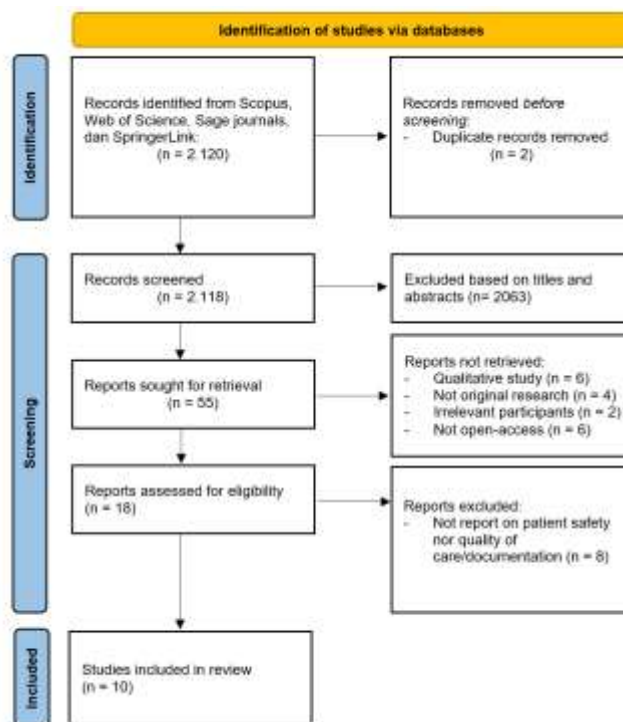 Identification of studies via databases
Identification
Records identified from Scopus,
Web of Science, Sage journals,
dan SpringerLink:
(n = 2.120)
Records removed before
screening:
- Duplicate records removed
(n = 2)
Screening
Records screened
(n = 2.118)
Excluded based on titles and
abstracts (n= 2063)
Reports sought for retrieval
(n = 55)
Reports not retrieved:
- Qualitative study (n = 6)
- Not original research (n = 4)
- Irrelevant participants (n = 2)
- Not open-access (n = 6)
Reports assessed for eligibility
(n = 18)
Reports excluded:
- Not report on patient safety
nor quality of
care/documentation (n = 8)
Included
Studies included in review
(n = 10)